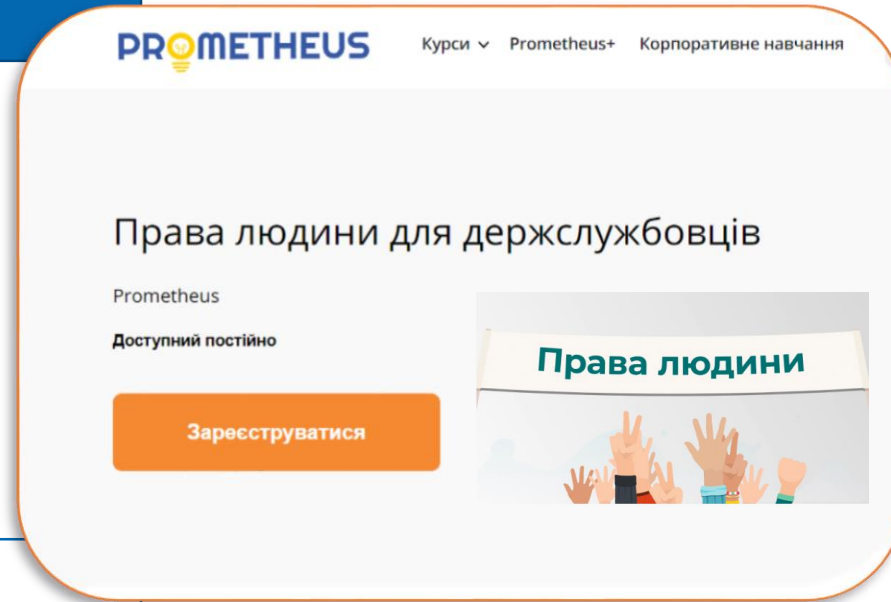 PROMETHEUS
Курси Prometheus+ Корпоративне навчання
Права людини для держслужбовців
Prometheus
Доступний постійно
Права людини
Зареєструватися